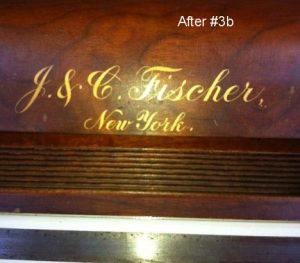 After #3b
J. & C. Fischer,
New York.